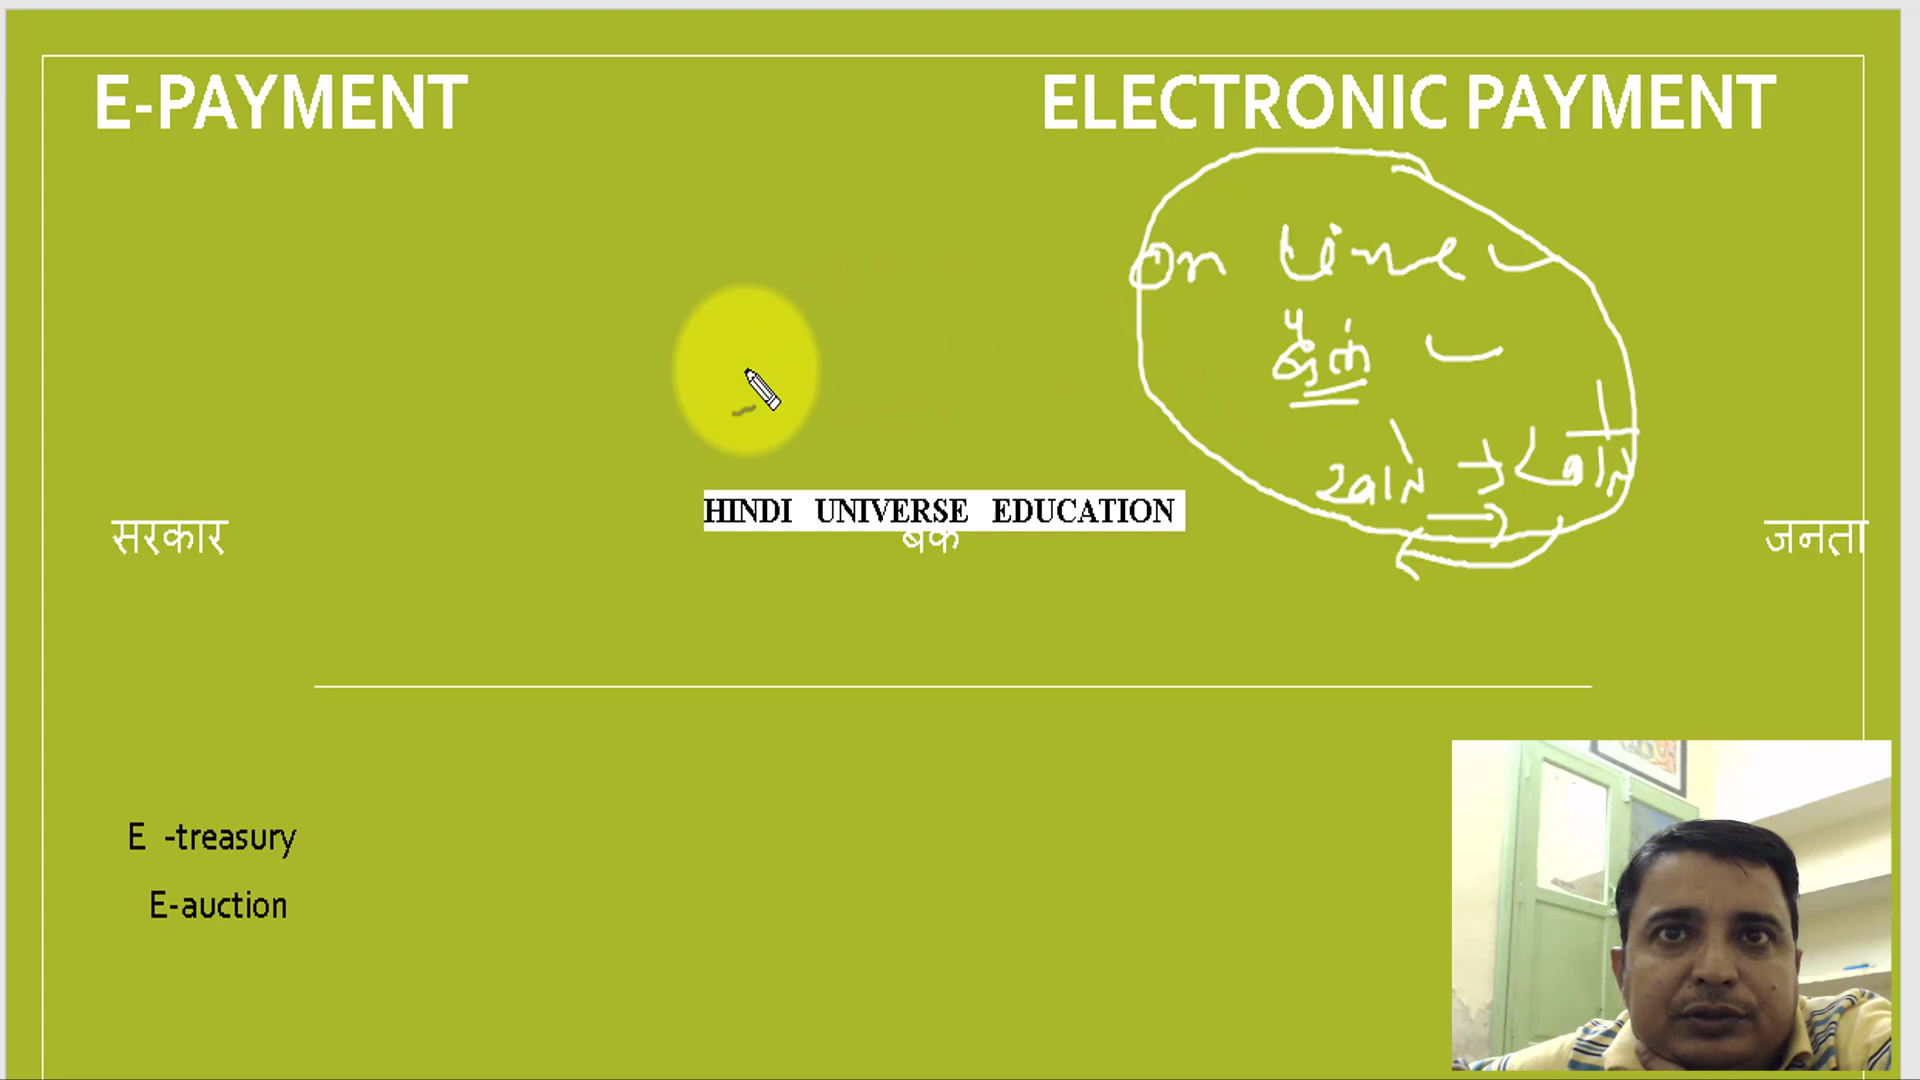 E-PAYMENT ELECTRONIC PAYMENT
on line
HINDI UNIVERSE EDUCATION
सरकार बैंक जनता
E -treasury
E-auction